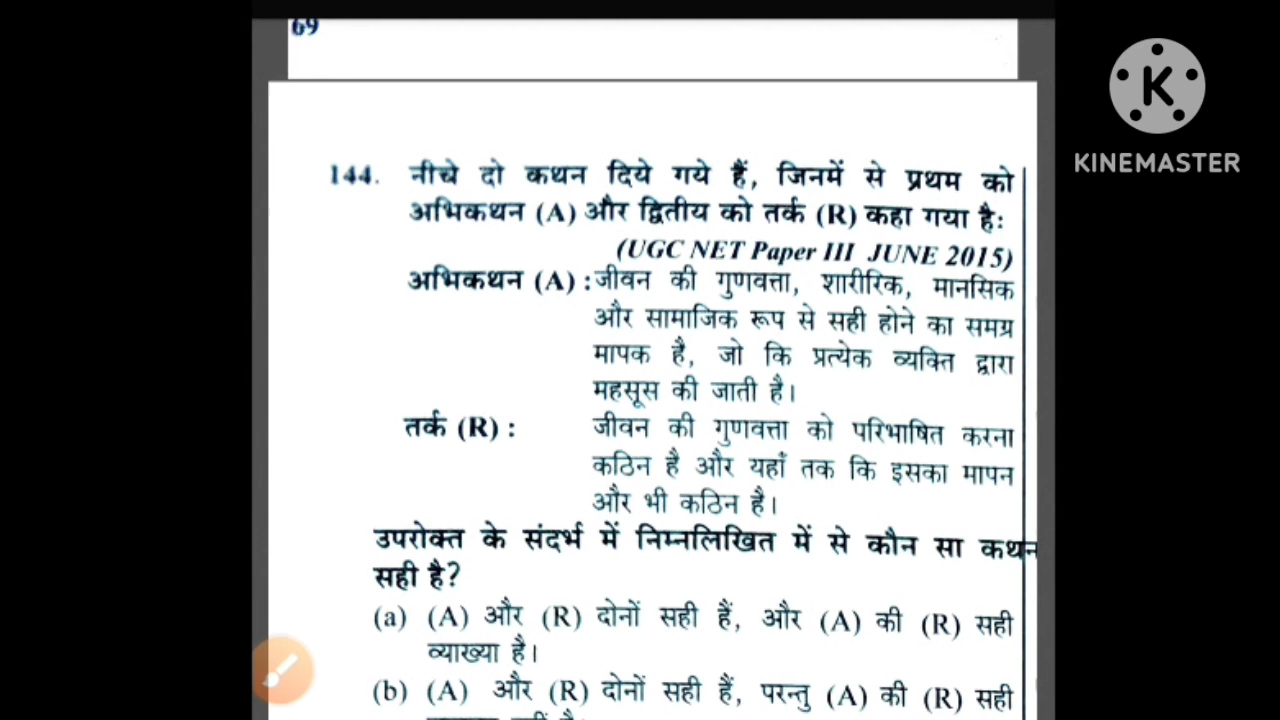 69
KINEMASTER
144. नीचे दो कथन दिये गये हैं, जिनमें से प्रथम को
अभिकथन (A) और द्वितीय को तर्क (R) कहा गया है:
(UGC NET Paper III JUNE 2015)
अभिकथन (A) : जीवन की गुणवत्ता, शारीरिक, मानसिक
और सामाजिक रूप से सही होने का समग्र
मापक है, जो कि प्रत्येक व्यक्ति द्वारा
महसूस की जाती है।
तर्क (R) : जीवन की गुणवत्ता को परिभाषित करना
कठिन है और यहाँ तक कि इसका मापन
और भी कठिन है।
उपरोक्त के संदर्भ में निम्नलिखित में से कौन सा कथन
सही है?
(a) (A) और (R) दोनों सही हैं, और (A) की (R) सही
व्याख्या है।
(b) (A) और (R) दोनों सही हैं, परन्तु (A) की (R) सही